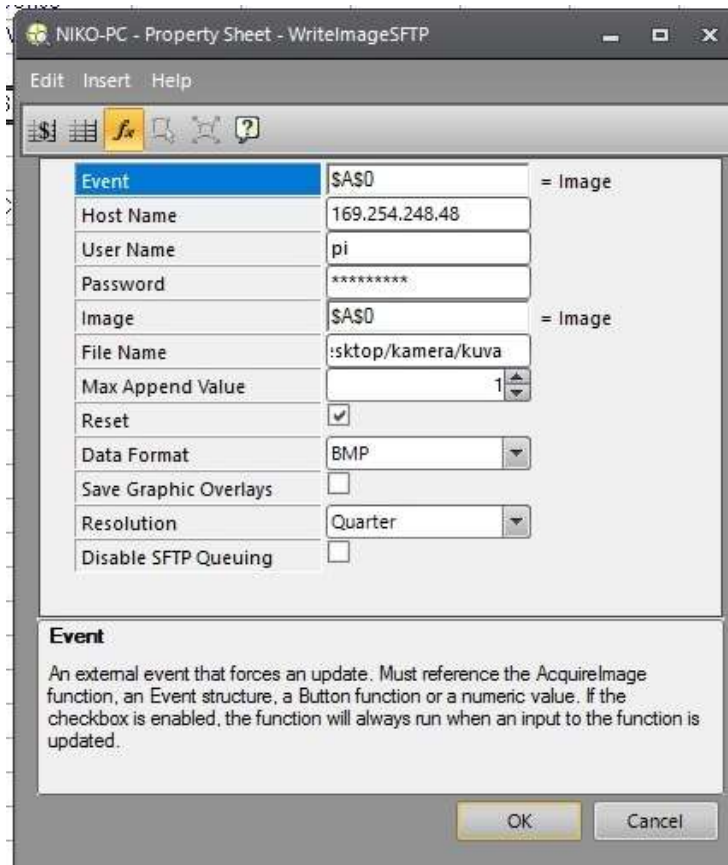 NIKO-PC - Property Sheet - WriteImageSFTP
Edit Insert Help
Event $A$0 = Image
Host Name 169.254.248.48
User Name pi
Password *********
Image $A$0 = Image
File Name sktop/kamera/kuva
Max Append Value 1
Reset
Data Format BMP
Save Graphic Overlays
Resolution Quarter
Disable SFTP Queuing
Event
An external event that forces an update. Must reference the AcquireImage
function, an Event structure, a Button function or a numeric value. If the
checkbox is enabled, the function will always run when an input to the function is
updated.
OK Cancel